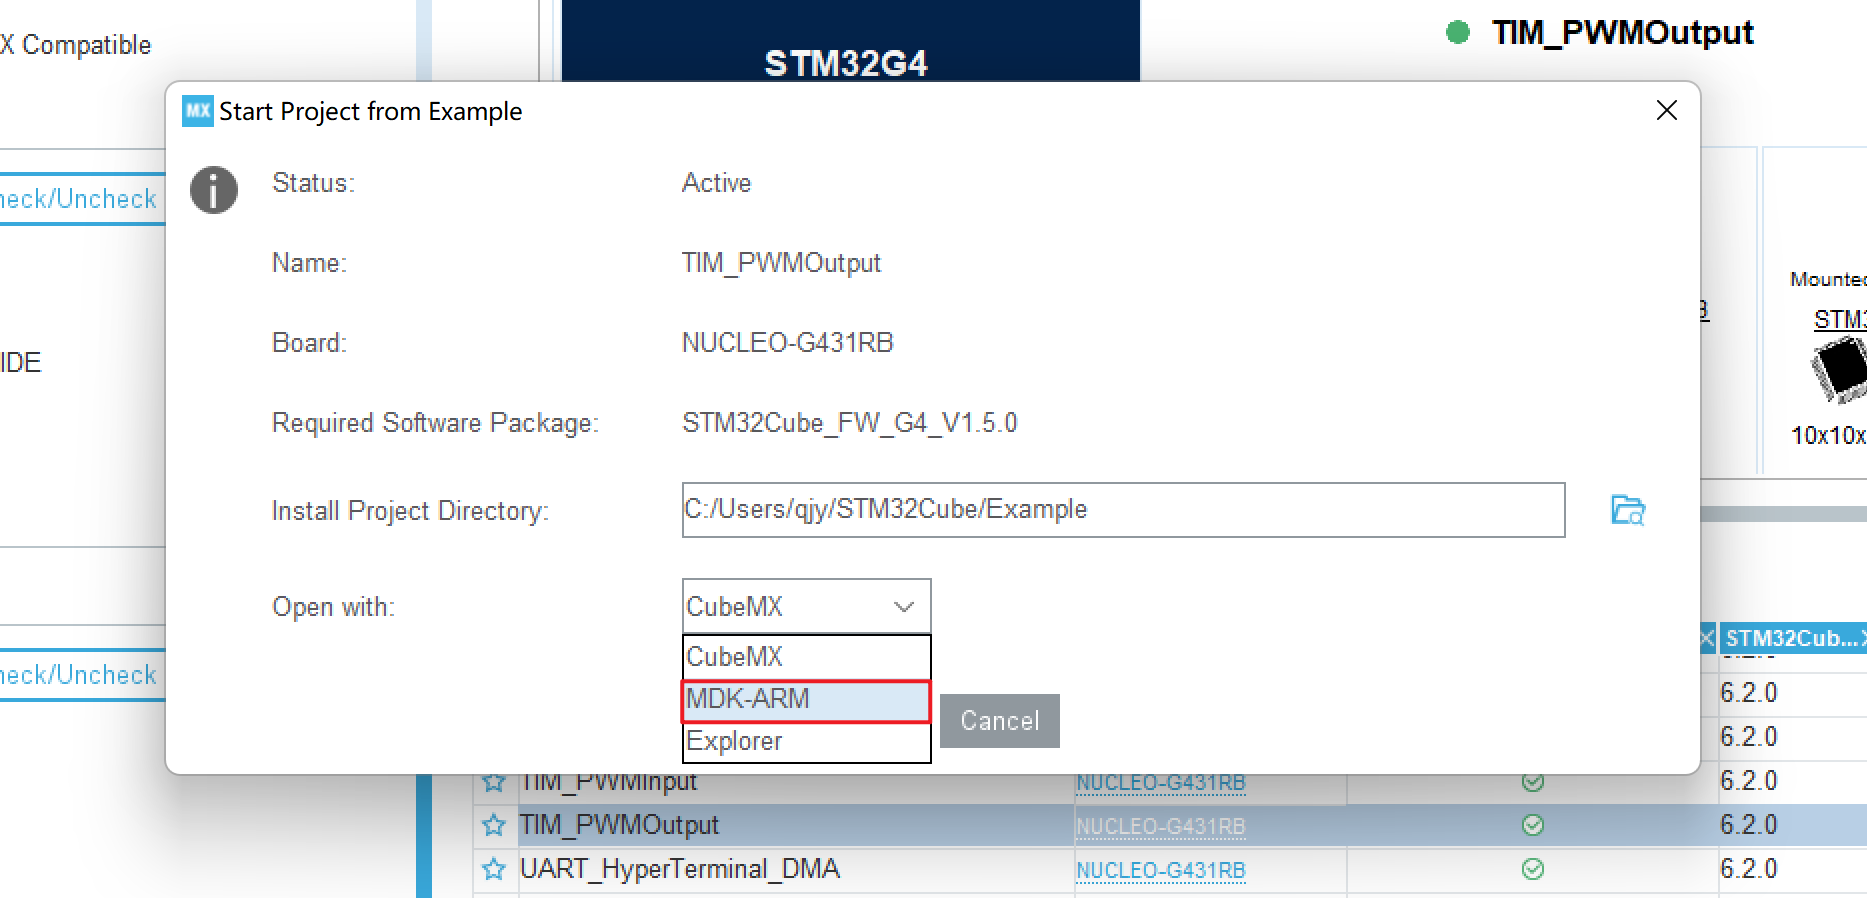 X Compatible
STM32G4
TIM_PWMOutput
MX Start Project from Example
Status: Active
heck/Uncheck
Name: TIM_PWMOutput
Mounted
STM3
Board: NUCLEO-G431RB
IDE
Required Software Package: STM32Cube_FW_G4_V1.5.0
10x10x
Install Project Directory: C:/Users/qjy/STM32Cube/Example
Open with: CubeMX
STM32Cub...
CubeMX
heck/Uncheck
MDK-ARM
6.2.0
Cancel
Explorer
6.2.0
TIM_PWMInput NUCLEO-G431RB 6.2.0
TIM_PWMOutput NUCLEO-G431RB 6.2.0
UART_HyperTerminal_DMA NUCLEO-G431RB 6.2.0